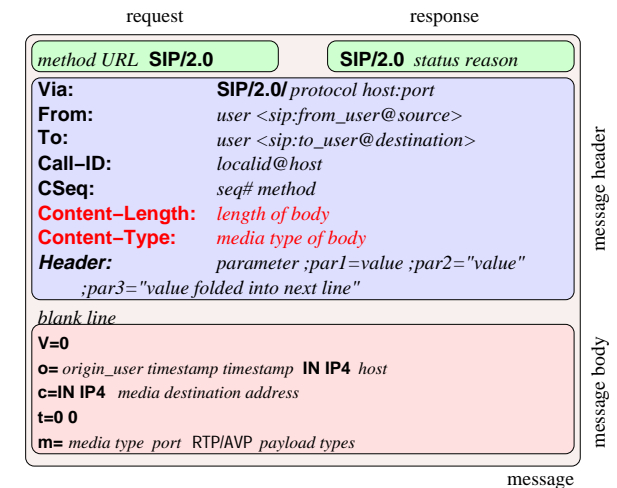 request response
method URL SIP/2.0 SIP/2.0 status reason
Via: SIP/2.0/ protocol host:port
From: user <sip:from_user@source>
To: user <sip:to_user@destination>
Call−ID: localid@host
CSeq: seq# method
Content−Length: length of body
Content−Type: media type of body
Header: parameter ;par1=value ;par2="value"
;par3="value folded into next line"
message header
blank line
V=0
o= origin_user timestamp timestamp IN IP4 host
c=IN IP4 media destination address
t=0 0
m= media type port RTP/AVP payload types
message body
message